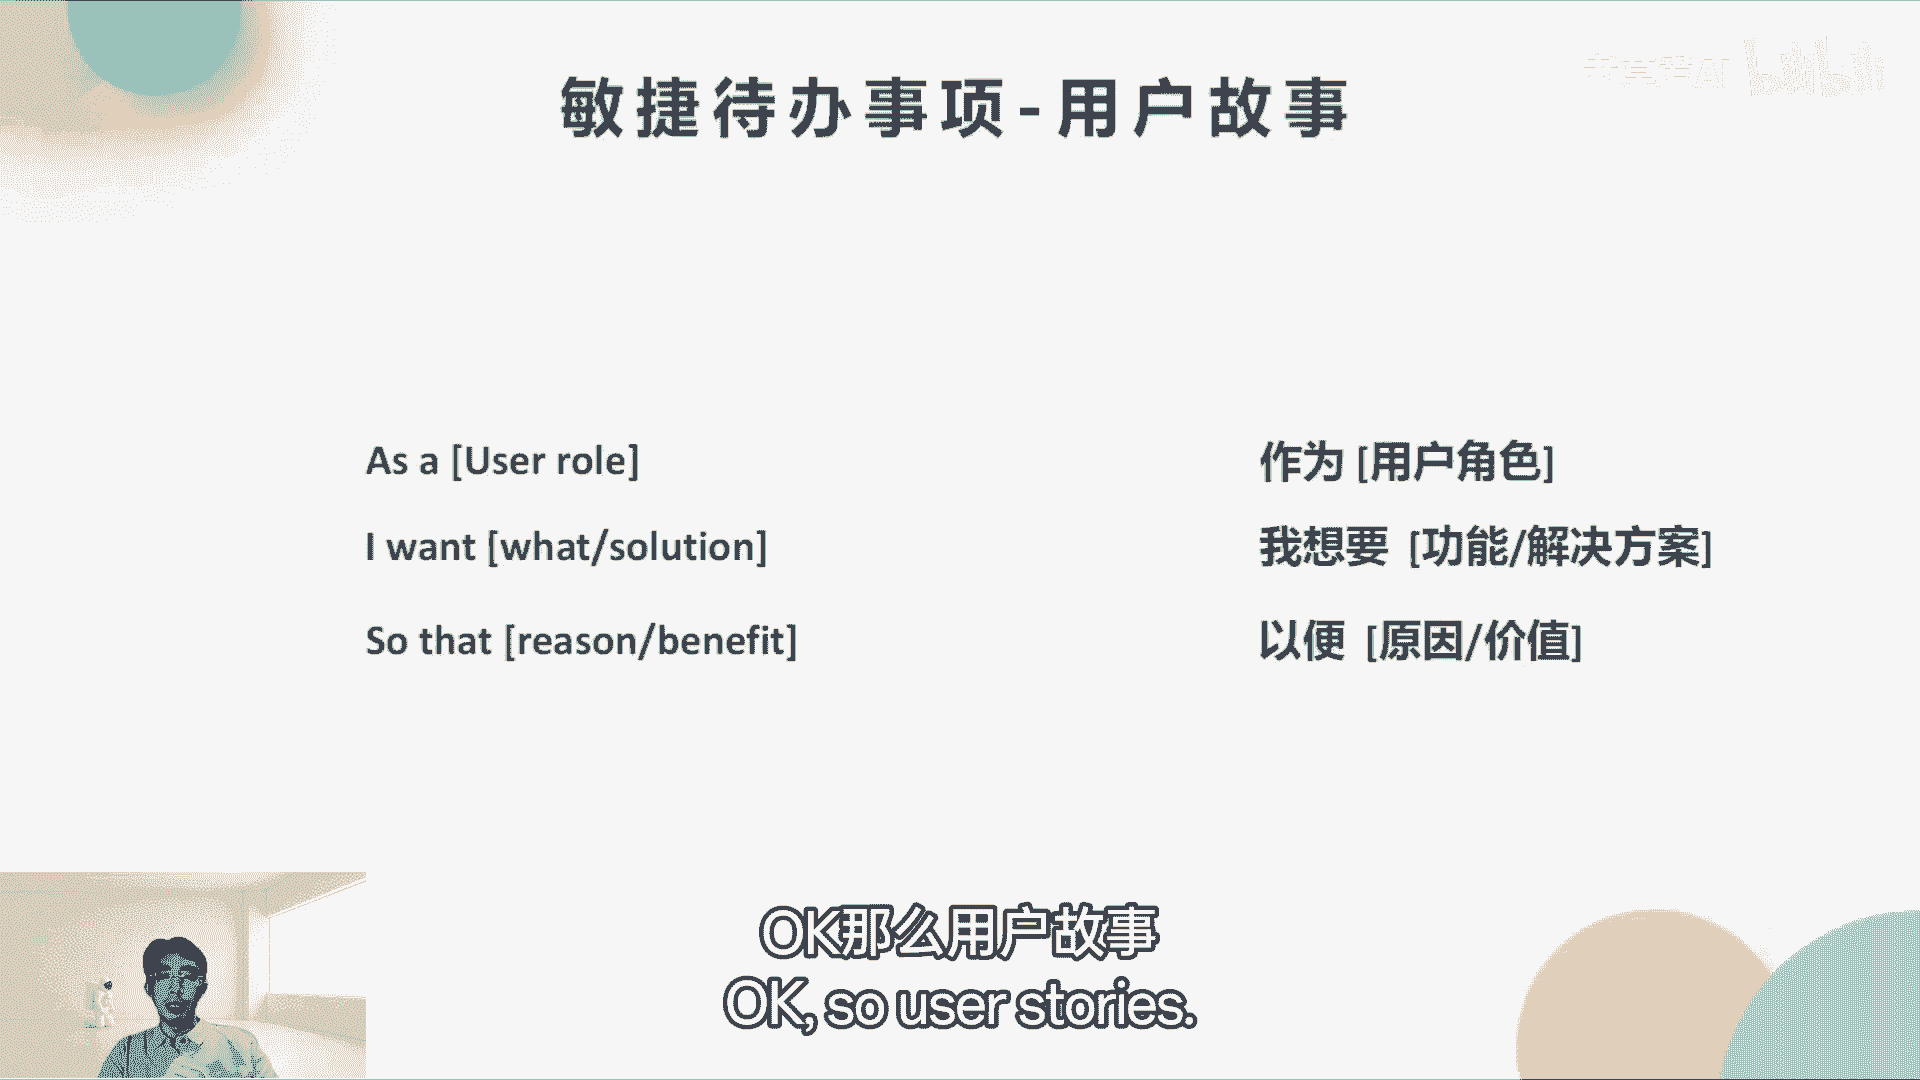 敏捷待办事项-用户故事
As a [User role]
I want [what/solution]
So that [reason/benefit]
作为 [用户角色]
我想要 [功能/解决方案]
以便 [原因/价值]
OK那么用户故事
OK, so user stories.